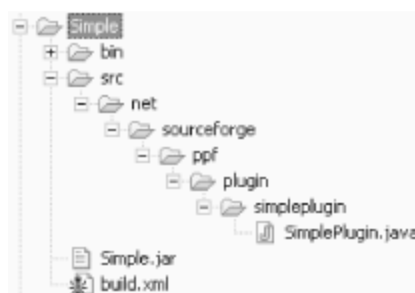 Simple
bin
src
net
sourceforge
ppf
plugin
simpleplugin
SimplePlugin.java
Simple.jar
build.xml